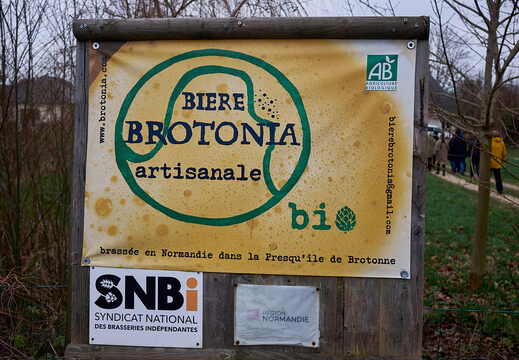 www.brotonia.com
BIERE
BROTONIA
artisanale
AB
AGRICULTURE
BIOLOGIQUE
bierebrotonia@gmail.com
bio
brassée en Normandie dans la Presqu'île de Brotonne
SNBi
SYNDICAT NATIONAL
DES BRASSERIES INDÉPENDANTES
RÉGION
NORMANDIE